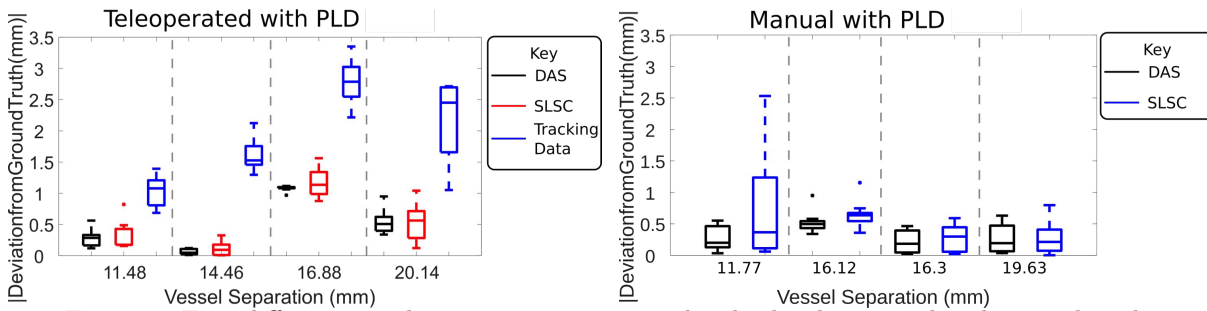 Teleoperated with PLD
|DeviationfromGroundTruth(mm)|
3.5
3
2.5
2
1.5
1
0.5
0
11.48 14.46 16.88 20.14
Vessel Separation (mm)
Key
DAS
SLSC
Tracking
Data
Manual with PLD
|DeviationfromGroundTruth(mm)|
3.5
3
2.5
2
1.5
1
0.5
0
11.77 16.12 16.3 19.63
Vessel Separation (mm)
Key
DAS
SLSC